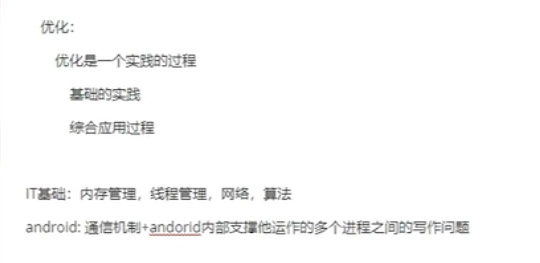 优化：
优化是一个实践的过程
基础的实践
综合应用过程
IT基础：内存管理，线程管理，网络，算法
android: 通信机制+andorid内部支撑他运作的多个进程之间的写作问题